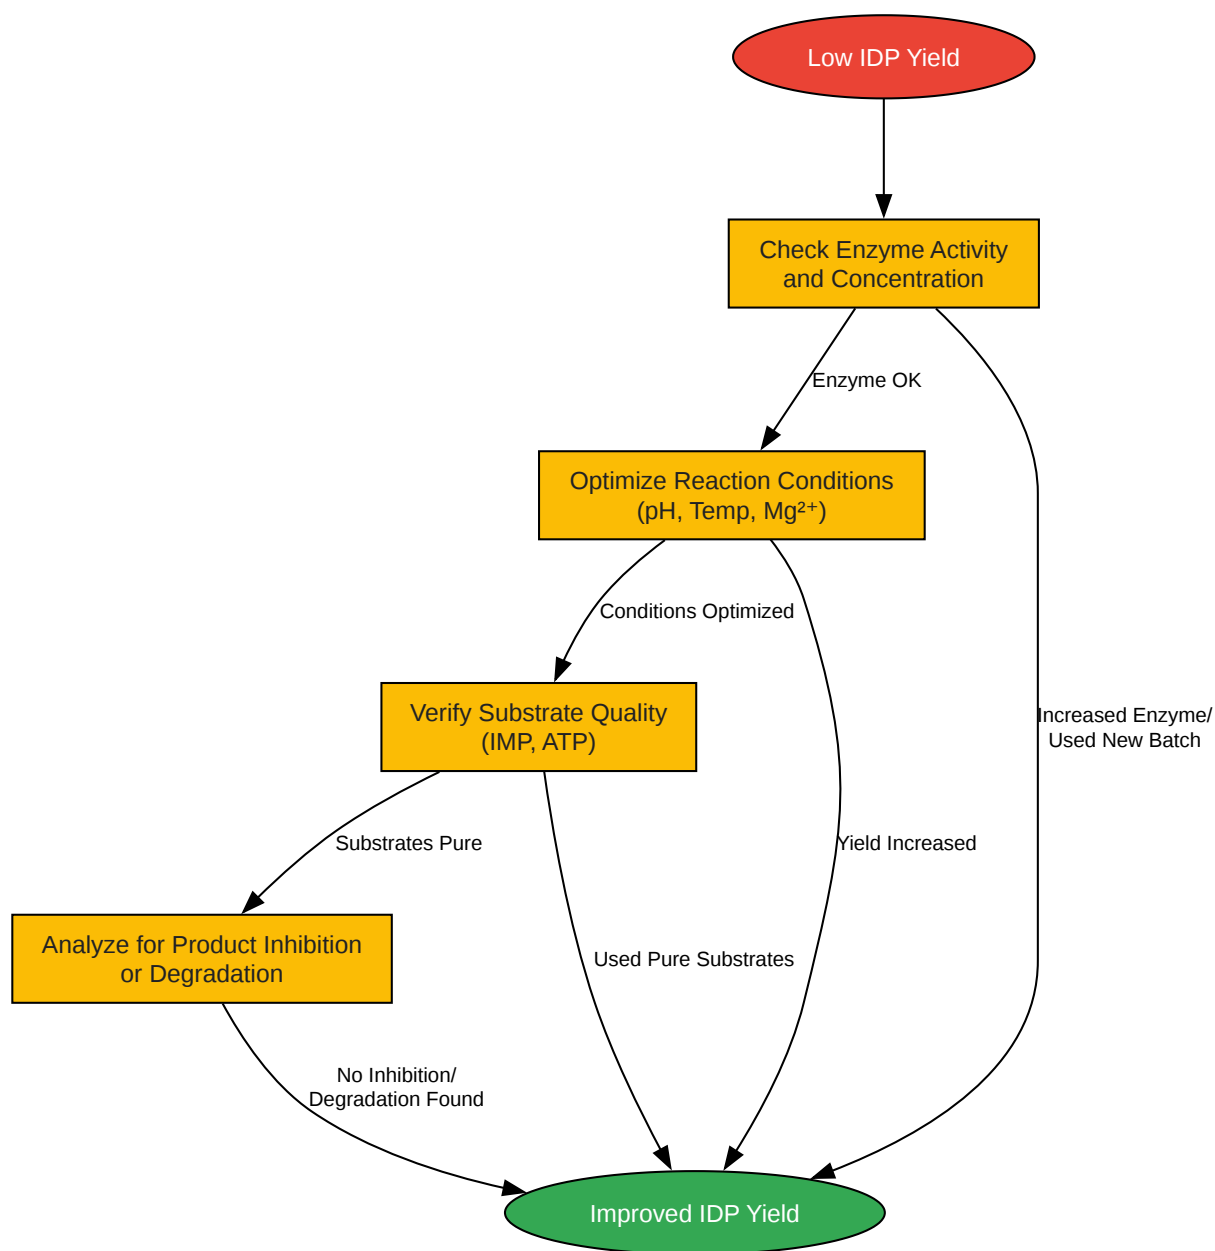 Low IDP Yield
Check Enzyme Activity
and Concentration
Enzyme OK
Optimize Reaction Conditions
(pH, Temp, Mg²⁺)
Conditions Optimized
Verify Substrate Quality
(IMP, ATP)
Increased Enzyme/
Used New Batch
Substrates Pure
Yield Increased
Analyze for Product Inhibition
or Degradation
Used Pure Substrates
No Inhibition/
Degradation Found
Improved IDP Yield